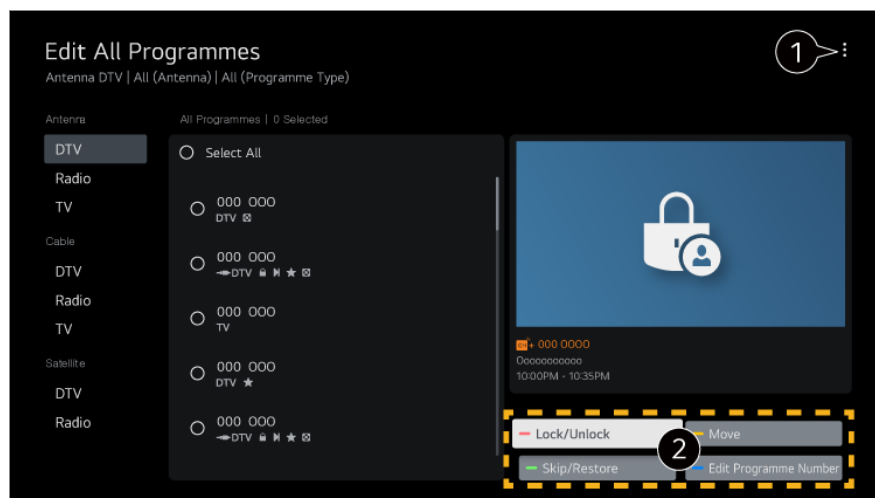 Edit All Programmes
Antenna DTV | All (Antenna) | All (Programme Type)
1
Antenna
DTV
Radio
TV
Cable
DTV
Radio
TV
Satellite
DTV
Radio
All Programmes | 0 Selected
Select All
000 000
DTV
000 000
DTV
000 000
TV
000 000
DTV
000 000
DTV
+ 000 0000
Ooooooooooo
10:00PM - 10:35PM
Lock/Unlock
Move
2
Skip/Restore
Edit Programme Number